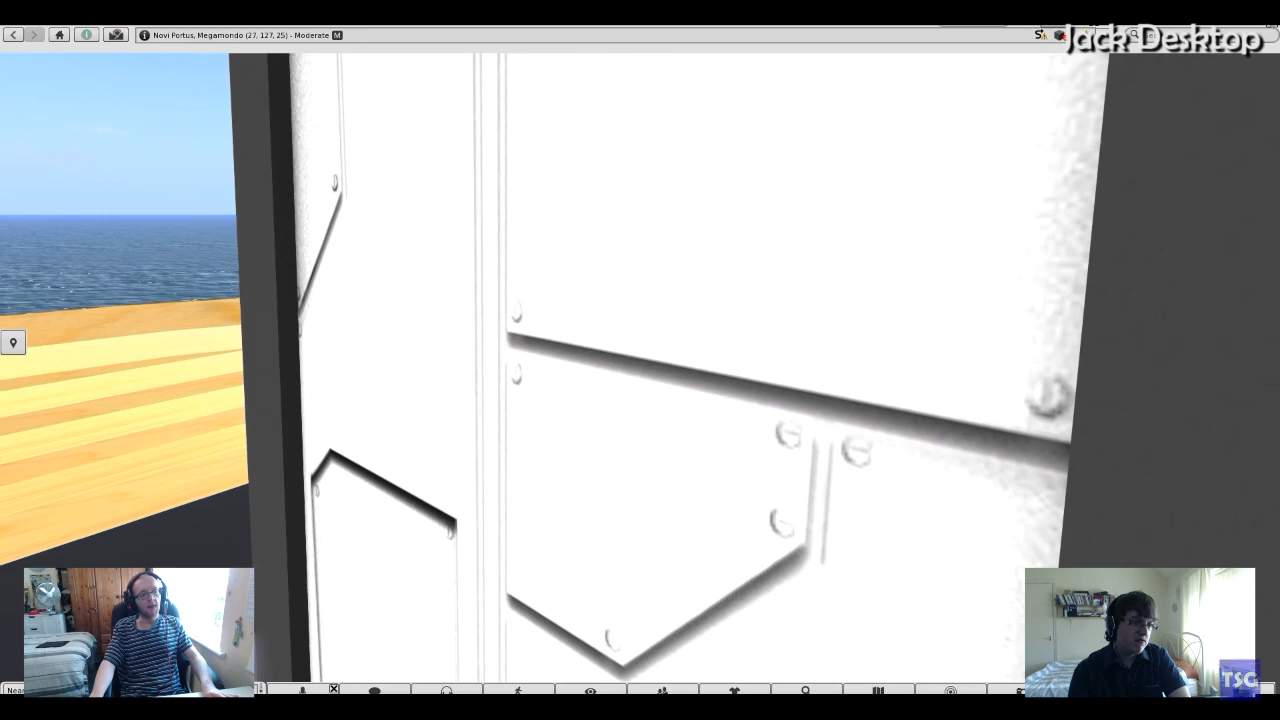 Novi Portus, Megamondo (27, 127, 25) - Moderate M
Jack Desktop
TSG